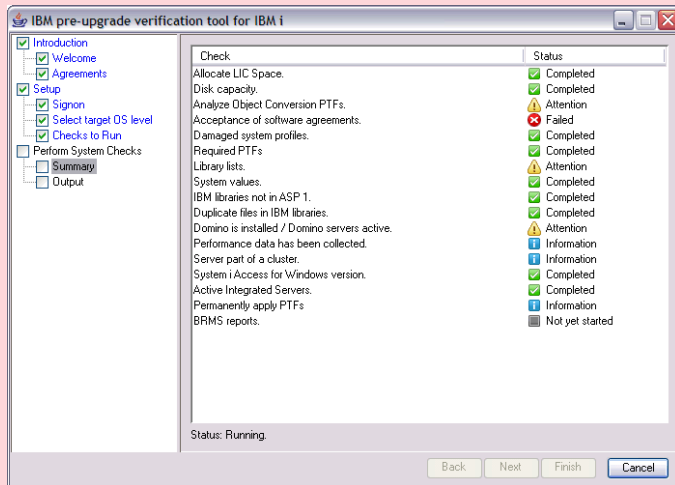 IBM pre-upgrade verification tool for IBM i
Introduction
Welcome
Agreements
Setup
Signon
Select target OS level
Checks to Run
Perform System Checks
Summary
Output
Check Status
Allocate LIC Space. Completed
Disk capacity. Completed
Analyze Object Conversion PTFs. Attention
Acceptance of software agreements. Failed
Damaged system profiles. Completed
Required PTFs Completed
Library lists. Attention
System values. Completed
IBM libraries not in ASP 1. Completed
Duplicate files in IBM libraries. Completed
Domino is installed / Domino servers active. Attention
Performance data has been collected. Information
Server part of a cluster. Information
System i Access for Windows version. Completed
Active Integrated Servers. Completed
Permanently apply PTFs Information
BRMS reports. Not yet started
Status: Running.
Back Next Finish Cancel